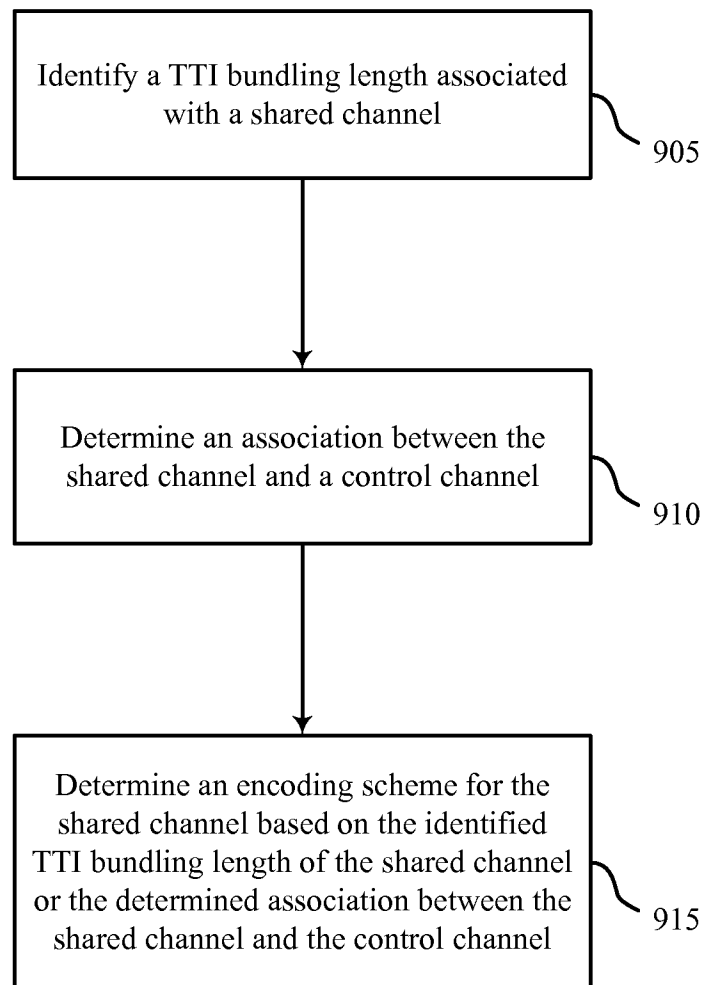 Identify a TTI bundling length associated
with a shared channel
905
Determine an association between the
shared channel and a control channel
910
Determine an encoding scheme for the
shared channel based on the identified
TTI bundling length of the shared channel
or the determined association between the
shared channel and the control channel
915